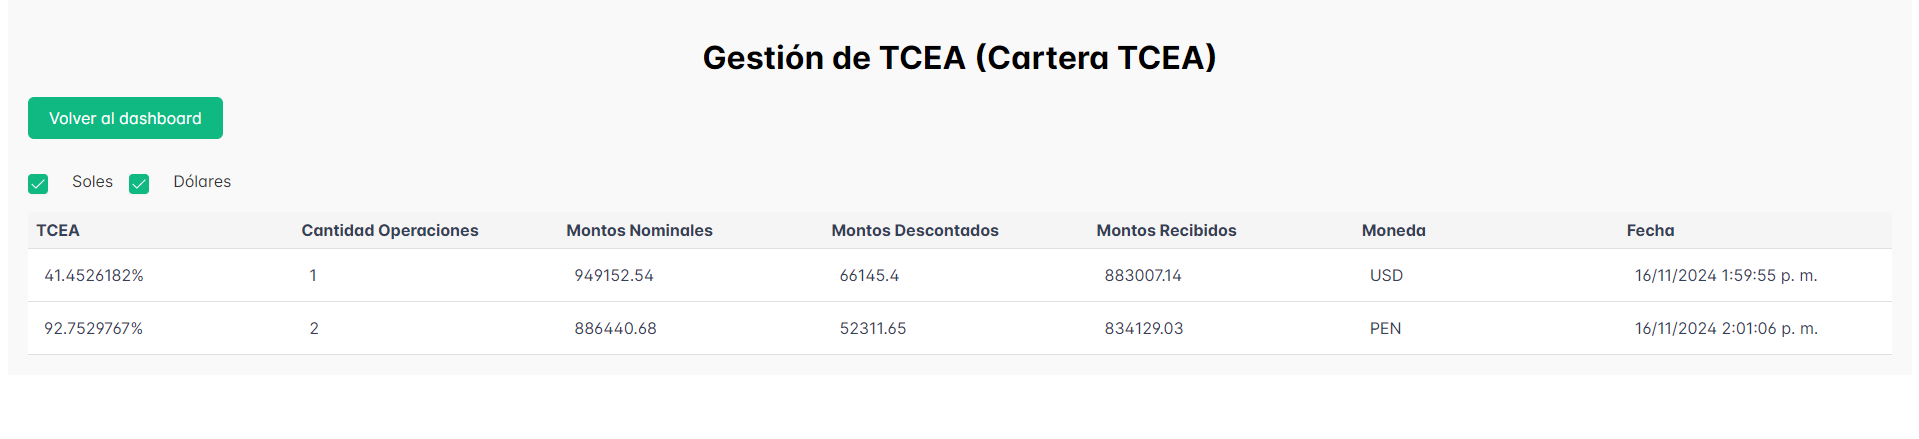 Gestión de TCEA (Cartera TCEA)
Volver al dashboard
Soles Dólares
TCEA Cantidad Operaciones Montos Nominales Montos Descontados Montos Recibidos Moneda Fecha
41.4526182% 1 949152.54 66145.4 883007.14 USD 16/11/2024 1:59:55 p. m.
92.7529767% 2 886440.68 52311.65 834129.03 PEN 16/11/2024 2:01:06 p. m.